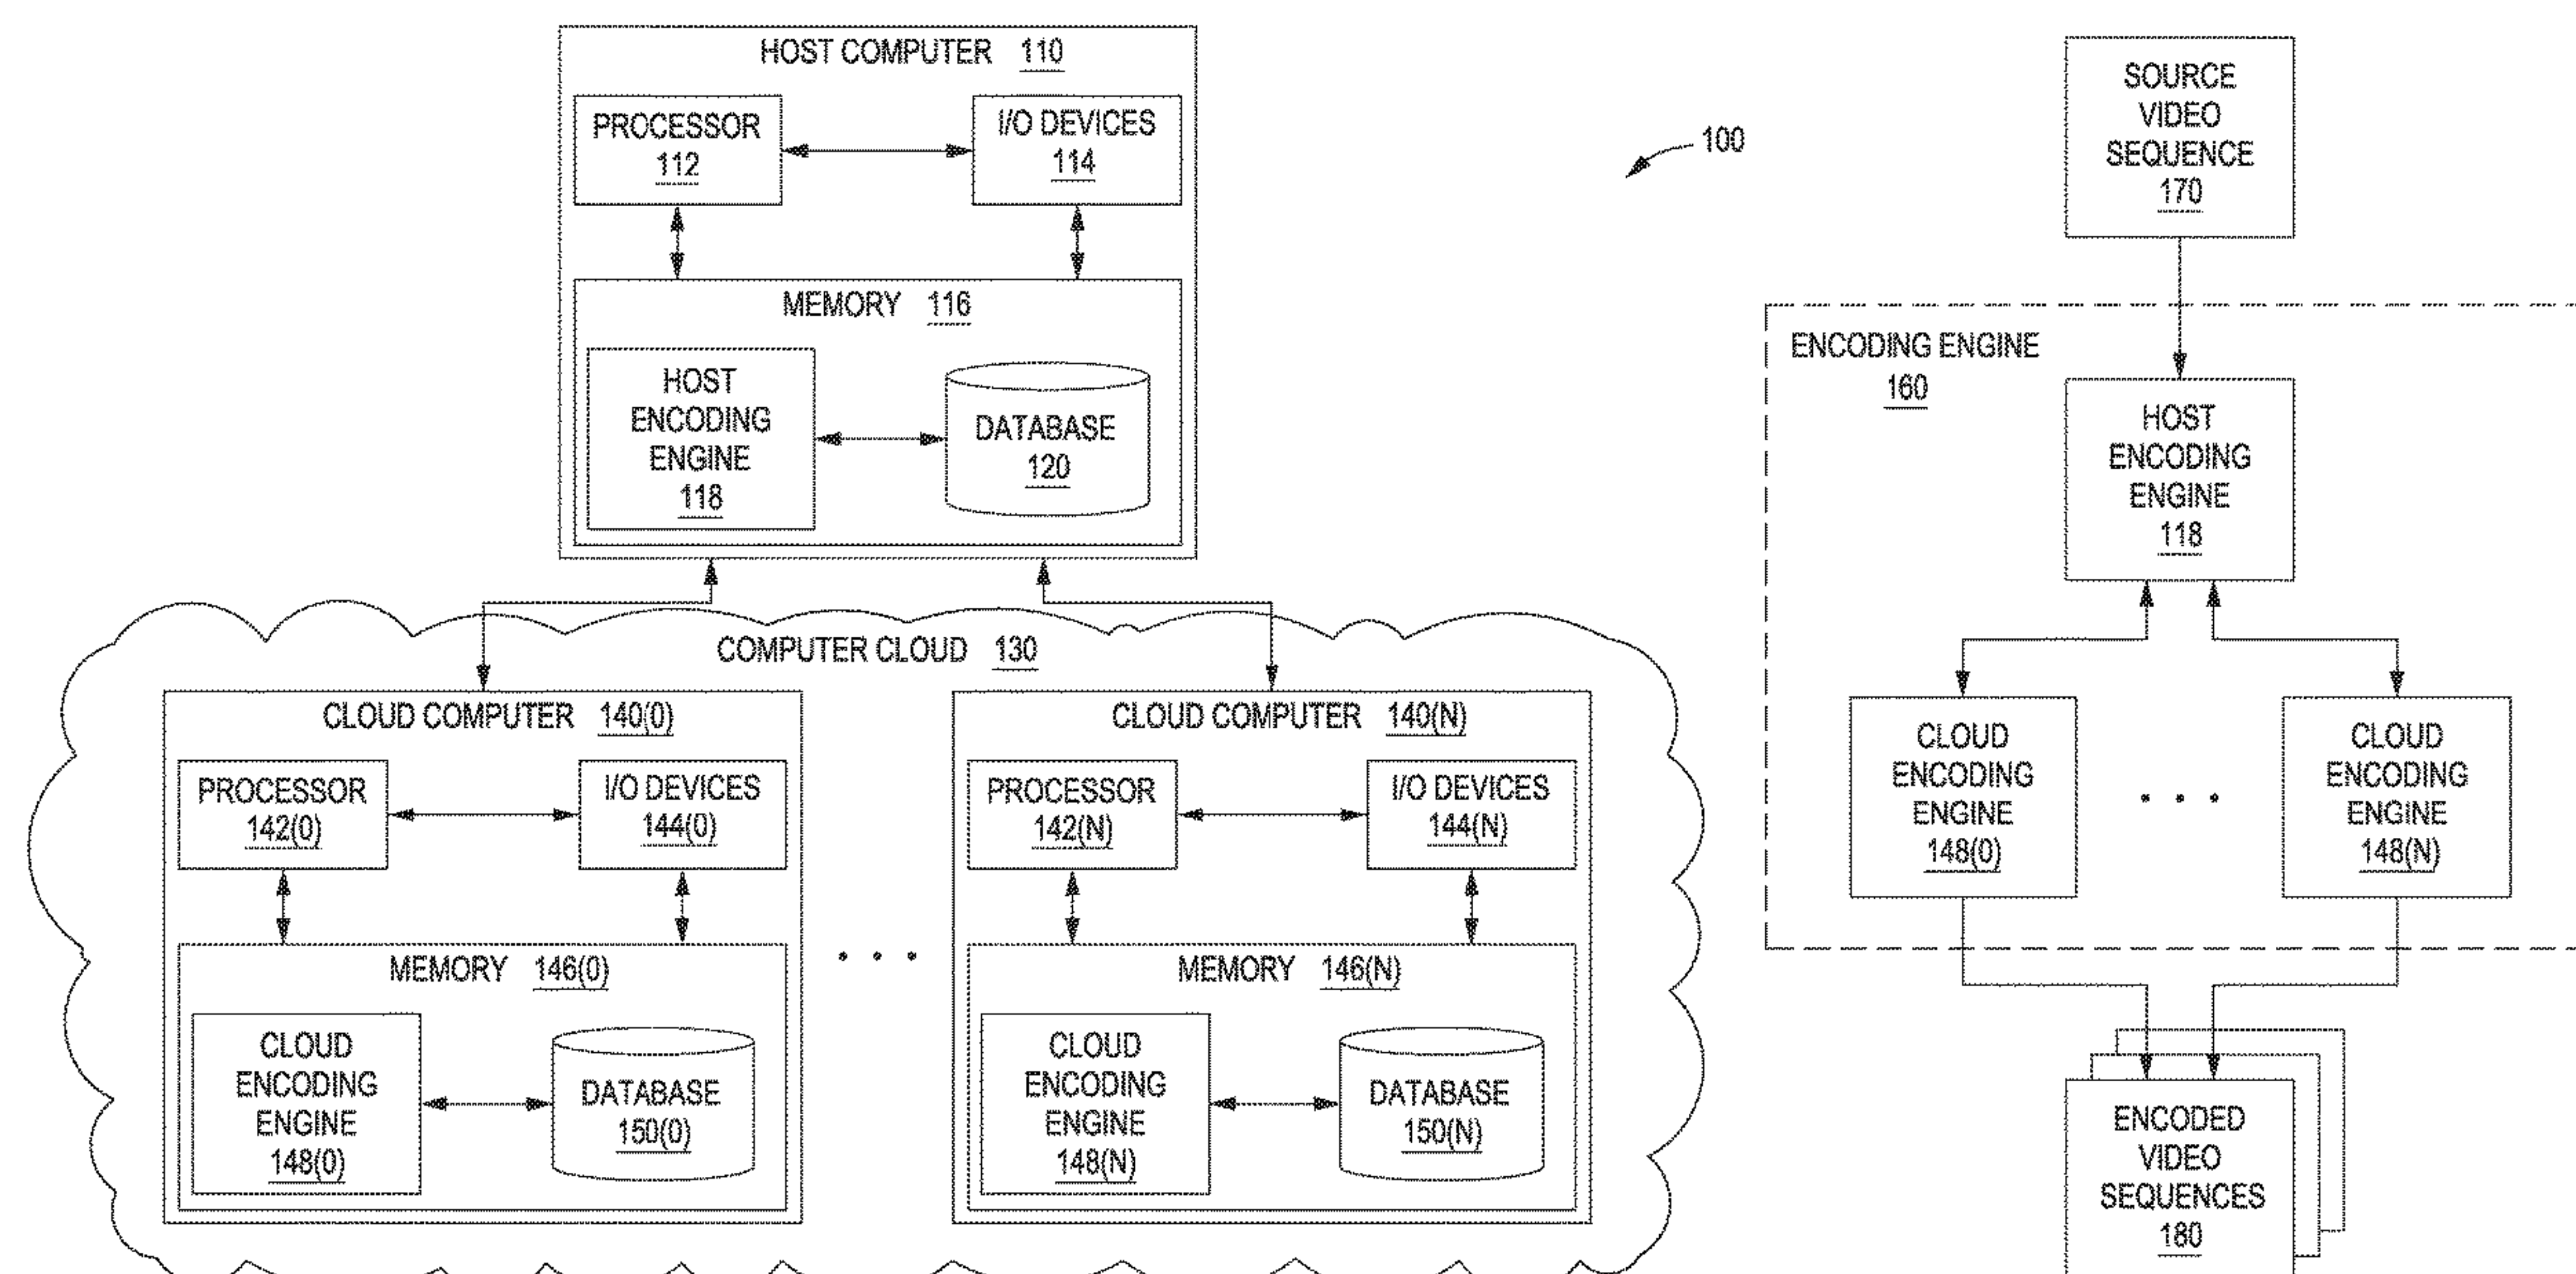 HOST COMPUTER 110
PROCESSOR
112
I/O DEVICES
114
MEMORY 116
HOST
ENCODING
ENGINE
118
DATABASE
120
100
COMPUTER CLOUD 130
CLOUD COMPUTER 140(0)
PROCESSOR
142(0)
I/O DEVICES
144(0)
MEMORY 146(0)
CLOUD
ENCODING
ENGINE
148(0)
DATABASE
150(0)
CLOUD COMPUTER 140(N)
PROCESSOR
142(N)
I/O DEVICES
144(N)
MEMORY 146(N)
CLOUD
ENCODING
ENGINE
148(N)
DATABASE
150(N)
SOURCE
VIDEO
SEQUENCE
170
ENCODING ENGINE
160
HOST
ENCODING
ENGINE
118
CLOUD
ENCODING
ENGINE
148(0)
CLOUD
ENCODING
ENGINE
148(N)
ENCODED
VIDEO
SEQUENCES
180